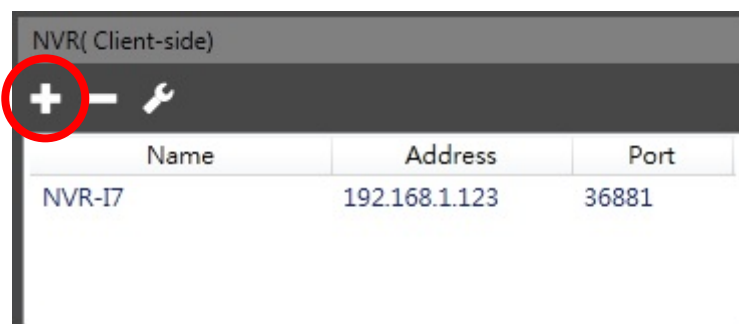 NVR( Client-side)
Name Address Port
NVR-I7 192.168.1.123 36881